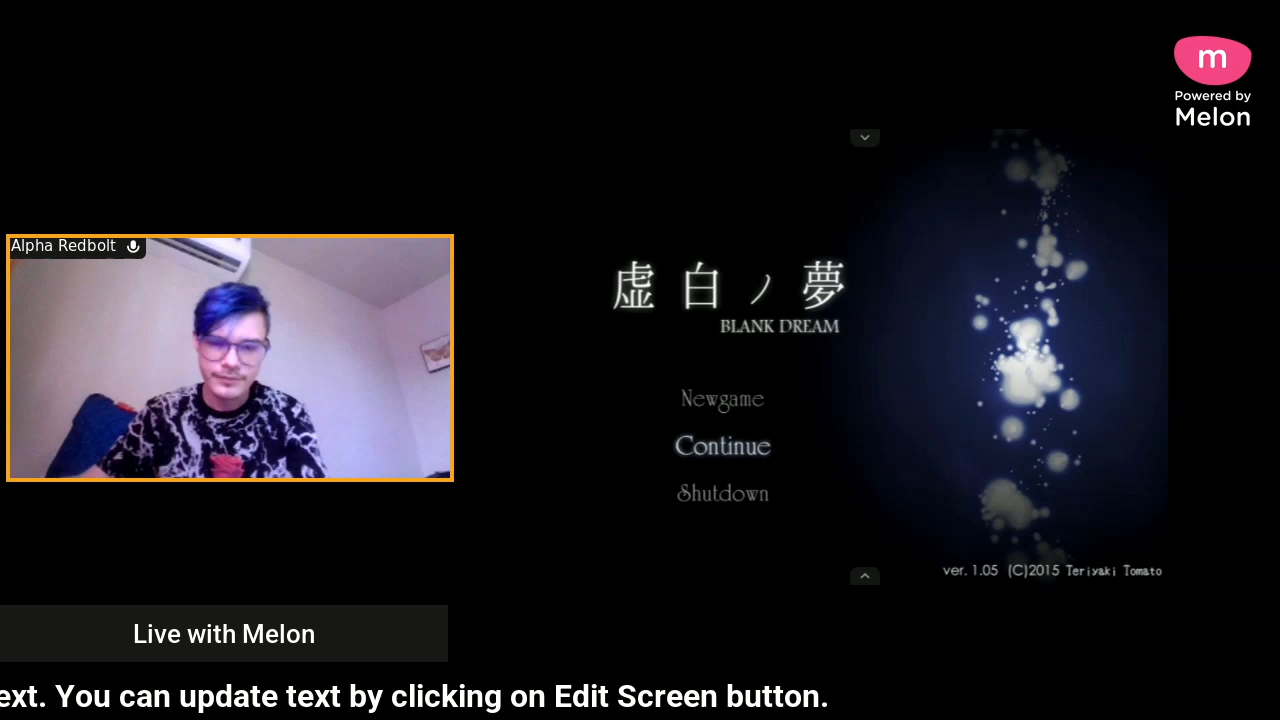 m
Powered by
Melon
Alpha Redbolt
虚白ノ夢
BLANK DREAM
Newgame
Continue
Shutdown
ver. 1.05 (C)2015 Teriyaki Tomato
Live with Melon
ext. You can update text by clicking on Edit Screen button.